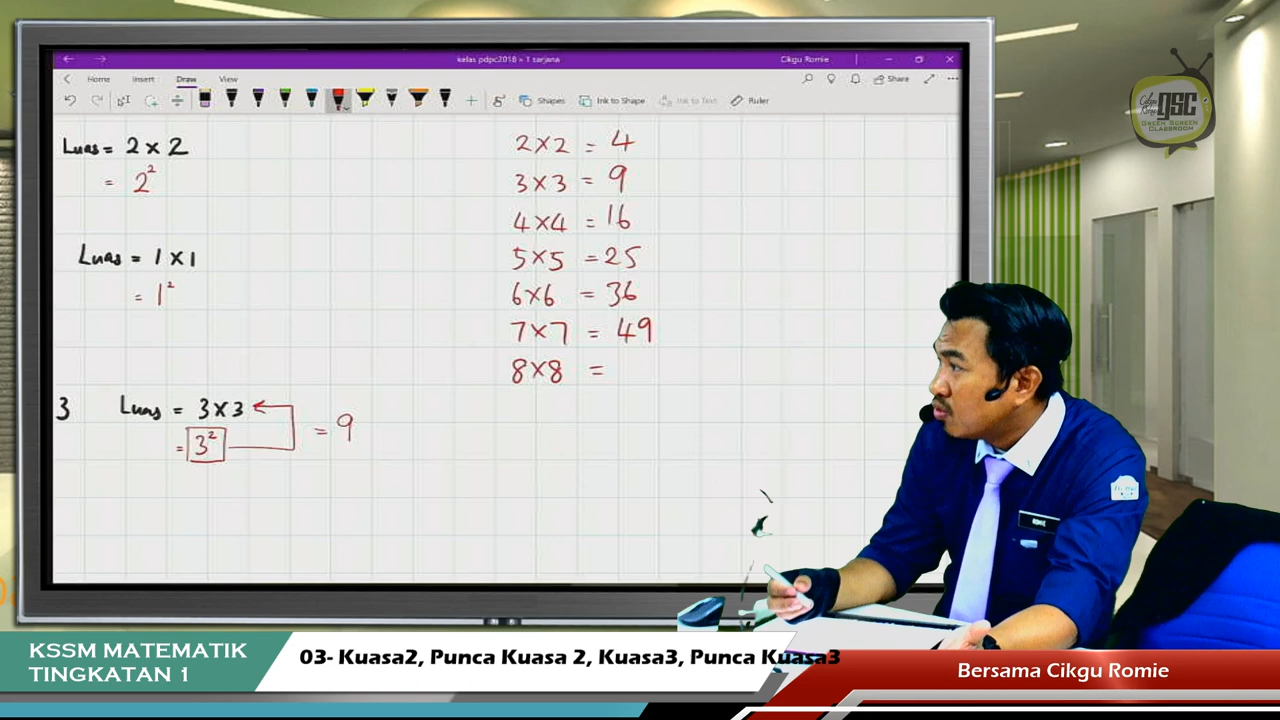 kelas pdpc2018 » 1 sarjana
Cikgu Romie
Home Insert Draw View
Share
Shapes Ink to Shape Ink to Text Ruler
Luas = 2 x 2
= 2²
Luas = 1 x 1
= 1²
3 Luas = 3 x 3
= 3² = 9
2 x 2 = 4
3 x 3 = 9
4 x 4 = 16
5 x 5 = 25
6 x 6 = 36
7 x 7 = 49
8 x 8 =
gsc
GREEN SCREEN
CLASSROOM
ROMIE
KSSM MATEMATIK
TINGKATAN 1
03- Kuasa2, Punca Kuasa 2, Kuasa3, Punca Kuasa3
Bersama Cikgu Romie